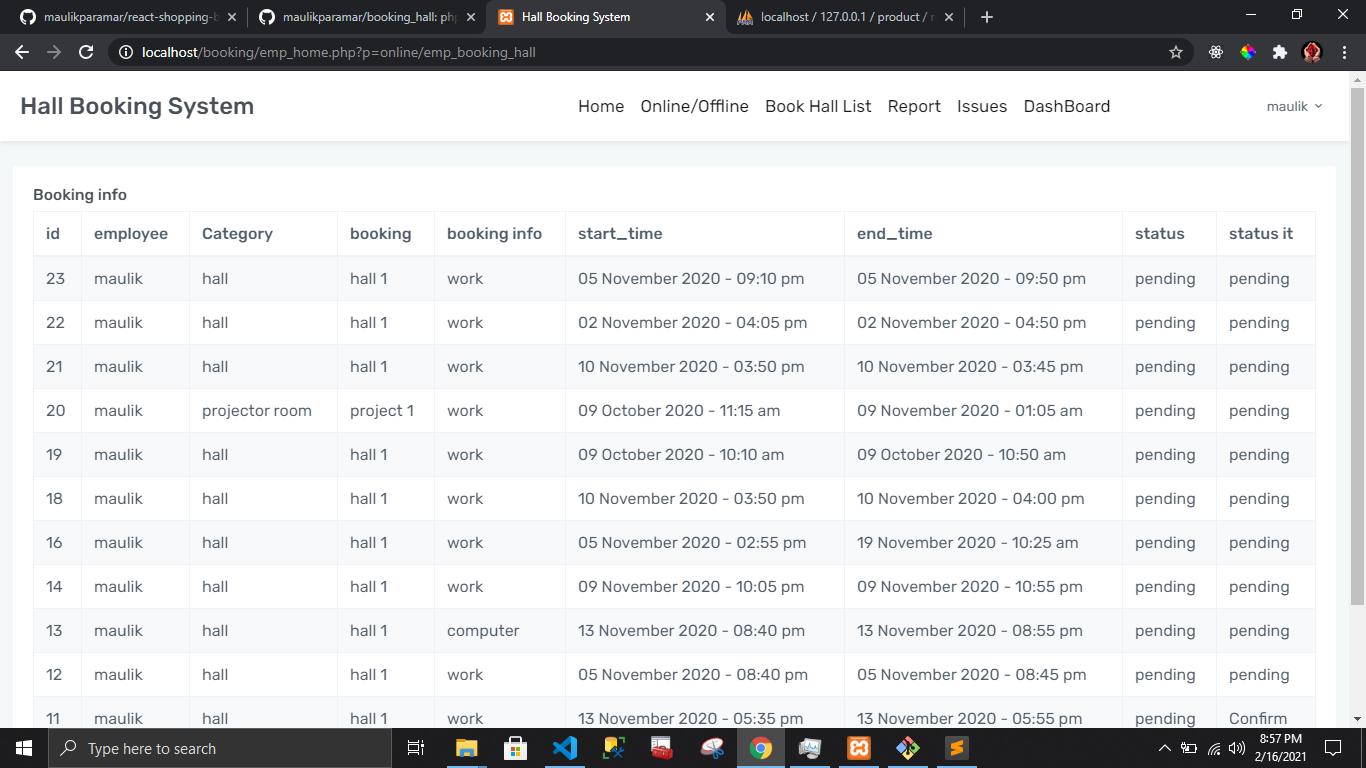 maulikparamar/react-shopping-b
maulikparamar/booking_hall: php
Hall Booking System
localhost / 127.0.0.1 / product /
localhost/booking/emp_home.php?p=online/emp_booking_hall
Hall Booking System Home Online/Offline Book Hall List Report Issues DashBoard maulik
Booking info
id employee Category booking booking info start_time end_time status status it
23 maulik hall hall 1 work 05 November 2020 - 09:10 pm 05 November 2020 - 09:50 pm pending pending
22 maulik hall hall 1 work 02 November 2020 - 04:05 pm 02 November 2020 - 04:50 pm pending pending
21 maulik hall hall 1 work 10 November 2020 - 03:50 pm 10 November 2020 - 03:45 pm pending pending
20 maulik projector room project 1 work 09 October 2020 - 11:15 am 09 November 2020 - 01:05 am pending pending
19 maulik hall hall 1 work 09 October 2020 - 10:10 am 09 October 2020 - 10:50 am pending pending
18 maulik hall hall 1 work 10 November 2020 - 03:50 pm 10 November 2020 - 04:00 pm pending pending
16 maulik hall hall 1 work 05 November 2020 - 02:55 pm 19 November 2020 - 10:25 am pending pending
14 maulik hall hall 1 work 09 November 2020 - 10:05 pm 09 November 2020 - 10:55 pm pending pending
13 maulik hall hall 1 computer 13 November 2020 - 08:40 pm 13 November 2020 - 08:55 pm pending pending
12 maulik hall hall 1 work 05 November 2020 - 08:40 pm 05 November 2020 - 08:45 pm pending pending
11 maulik hall hall 1 work 13 November 2020 - 05:35 pm 13 November 2020 - 05:55 pm pending Confirm
Type here to search
8:57 PM
2/16/2021